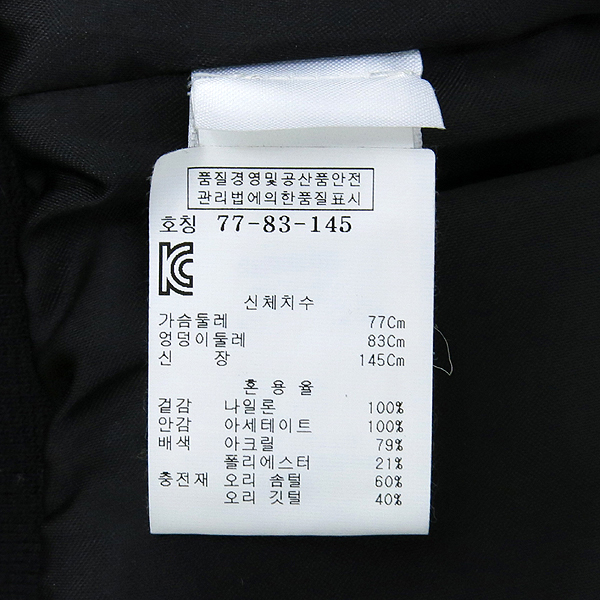 품질경영및공산품안전
관리법에의한품질표시
호칭 77-83-145
KC
신체치수
가슴둘레 77Cm
엉덩이둘레 83Cm
신 장 145Cm
혼 용 율
겉감 나일론 100%
안감 아세테이트 100%
배색 아크릴 79%
폴리에스터 21%
충전재 오리 솜털 60%
오리 깃털 40%